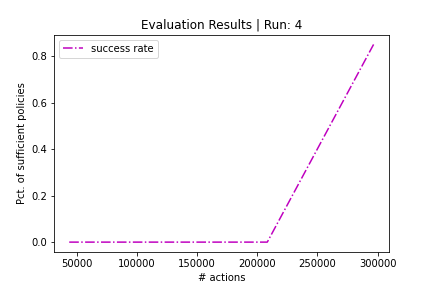 Evaluation Results | Run: 4
success rate
Pct. of sufficient policies
0.8
0.6
0.4
0.2
0.0
50000 100000 150000 200000 250000 300000
# actions